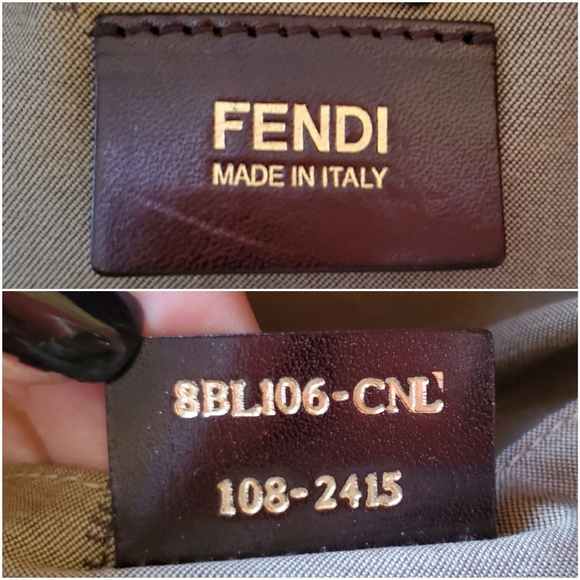 FENDI
MADE IN ITALY
8BL106-CNL
108-2415